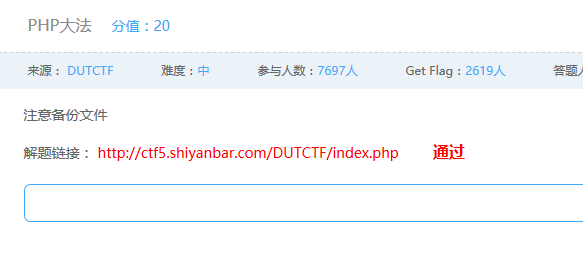 PHP大法 分值：20
来源： DUTCTF 难度：中 参与人数：7697人 Get Flag：2619人 答题
注意备份文件
解题链接： http://ctf5.shiyanbar.com/DUTCTF/index.php 通过